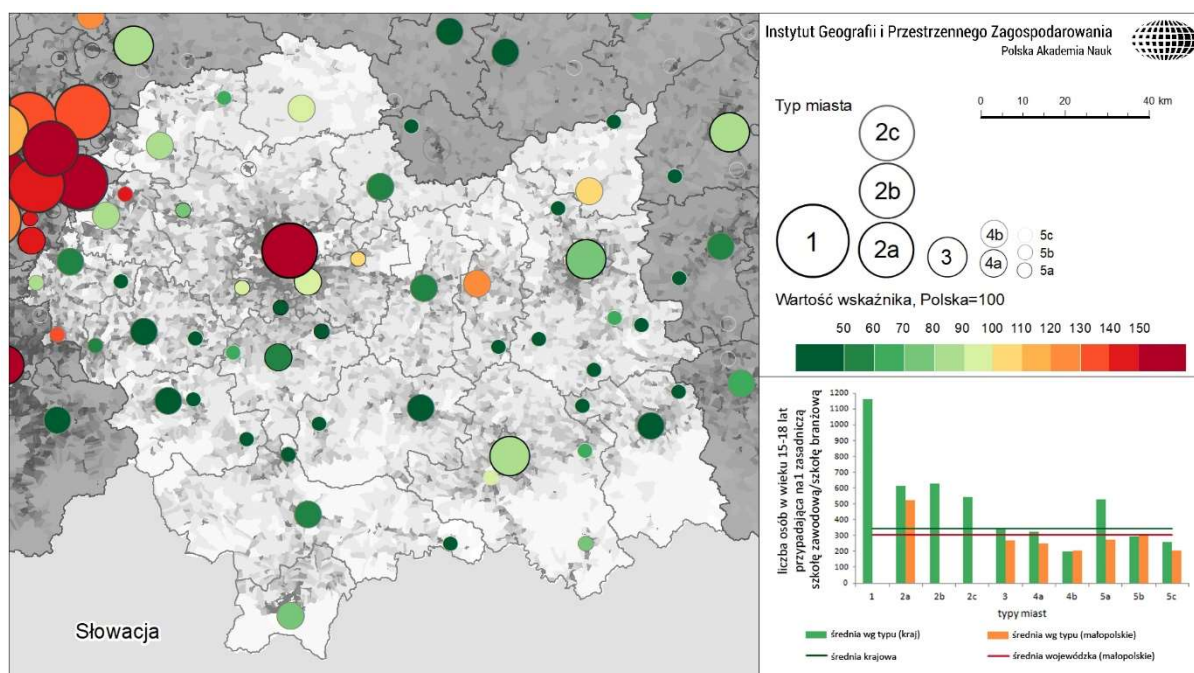 Słowacja
Instytut Geografii i Przestrzennego Zagospodarowania
Polska Akademia Nauk
Typ miasta
0 10 20 40 km
2c
2b
1
2a
3
4b
4a
5c
5b
5a
Wartość wskaźnika, Polska=100
50 60 70 80 90 100 110 120 130 140 150
liczba osób w wieku 15-18 lat
przypadająca na 1 zasadniczą
szkołę zawodową/szkołę branżową
1300
1200
1100
1000
900
800
700
600
500
400
300
200
100
0
1 2a 2b 2c 3 4a 4b 5a 5b 5c
typy miast
średnia wg typu (kraj)
średnia wg typu (małopolskie)
średnia krajowa
średnia wojewódzka (małopolskie)